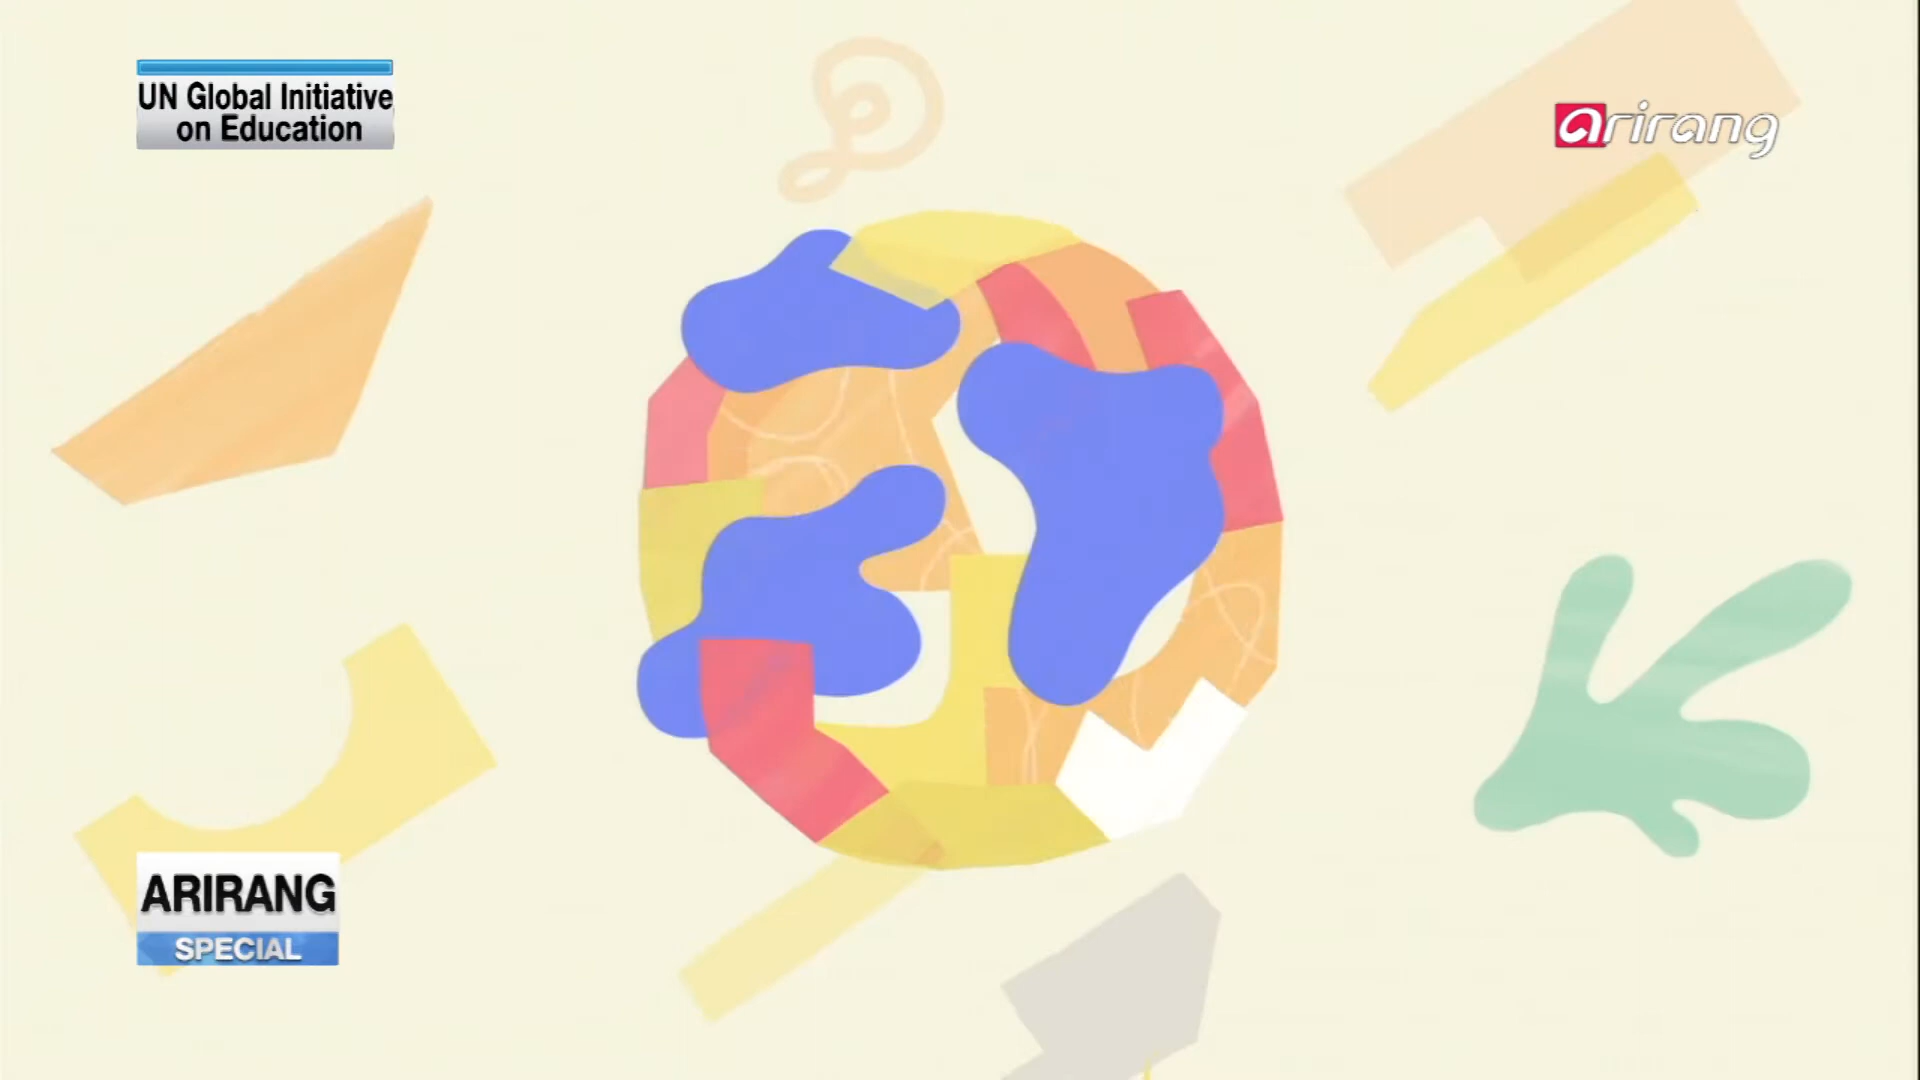 UN Global Initiative
on Education
arirang
ARIRANG
SPECIAL